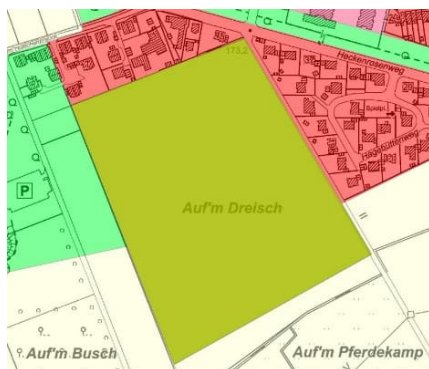 Heckenrosenweg
173,2
Spielpl.
Hagebuttenweg
P
Auf'm Dreisch
Auf'm Busch
Auf'm Pferdekamp